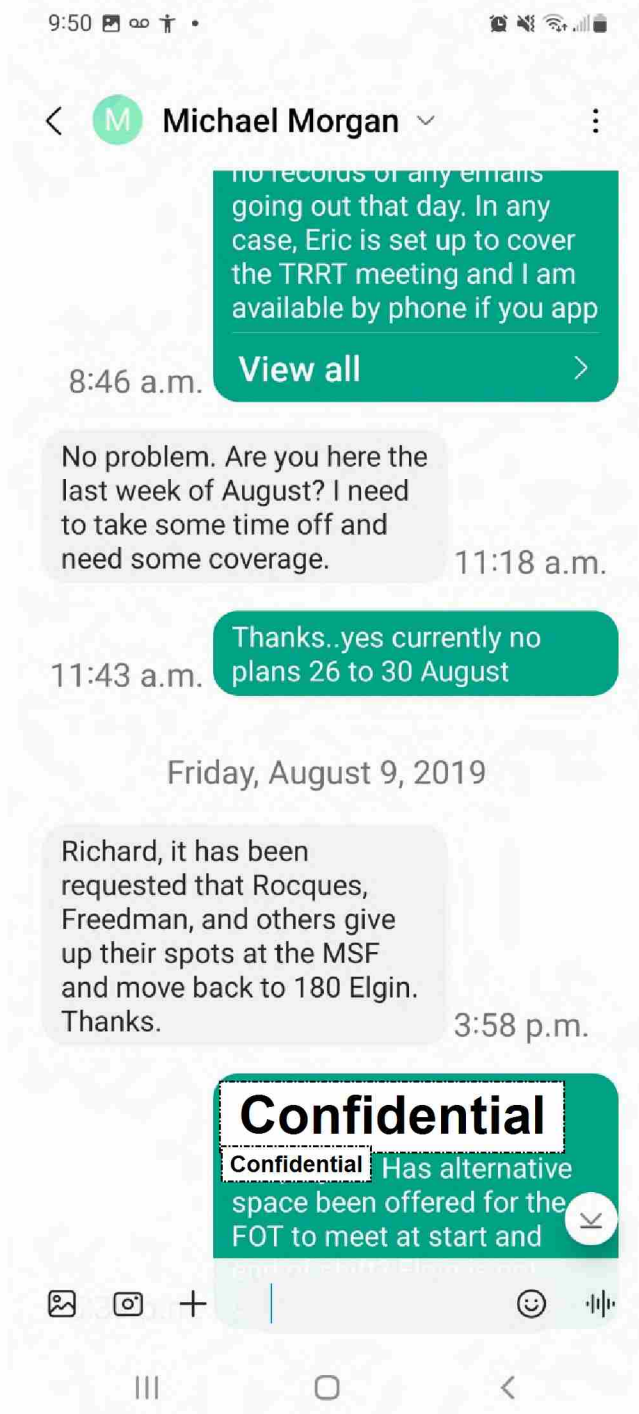 9:50
M Michael Morgan
no records of any emails
going out that day. In any
case, Eric is set up to cover
the TRRT meeting and I am
available by phone if you app
View all
8:46 a.m.
No problem. Are you here the
last week of August? I need
to take some time off and
need some coverage.
11:18 a.m.
Thanks..yes currently no
plans 26 to 30 August
11:43 a.m.
Friday, August 9, 2019
Richard, it has been
requested that Rocques,
Freedman, and others give
up their spots at the MSF
and move back to 180 Elgin.
Thanks.
3:58 p.m.
Confidential
Confidential Has alternative
space been offered for the
FOT to meet at start and